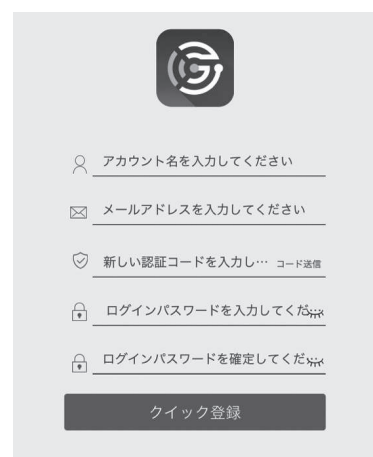 アカウント名を入力してください
メールアドレスを入力してください
新しい認証コードを入力し… コード送信
ログインパスワードを入力してくだ
ログインパスワードを確定してくだ
クイック登録